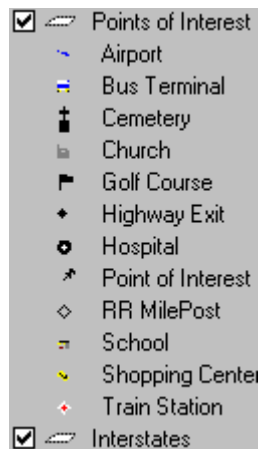 Points of Interest
Airport
Bus Terminal
Cemetery
Church
Golf Course
Highway Exit
Hospital
Point of Interest
RR MilePost
School
Shopping Center
Train Station
Interstates